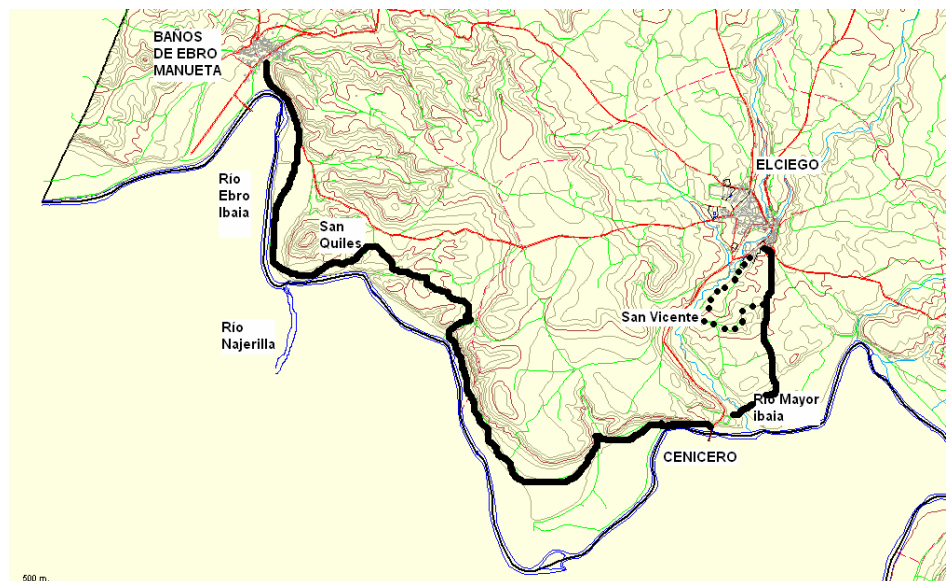 BAÑOS
DE EBRO
MANUETA
ELCIEGO
Río
Ebro
Ibaia
San
Quiles
San Vicente
Río
Najerilla
Río Mayor
ibaia
CENICERO
500 m.